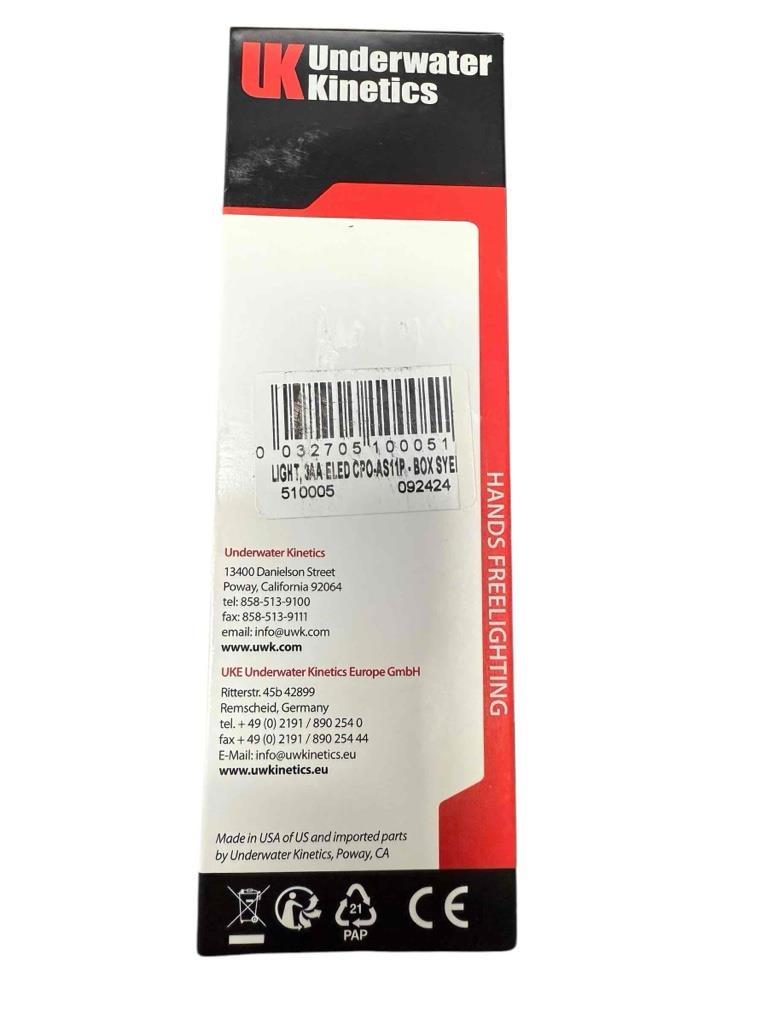 UK Underwater
Kinetics
0 032705 100051
LIGHT, 3AA ELED CPO-AS11P - BOX SYE
510005 092424
HANDS FREELIGHTING
Underwater Kinetics
13400 Danielson Street
Poway, California 92064
tel: 858-513-9100
fax: 858-513-9111
email: info@uwk.com
www.uwk.com
UKE Underwater Kinetics Europe GmbH
Ritterstr. 45b 42899
Remscheid, Germany
tel. + 49 (0) 2191 / 890 254 0
fax + 49 (0) 2191 / 890 254 44
E-Mail: info@uwkinetics.eu
www.uwkinetics.eu
Made in USA of US and imported parts
by Underwater Kinetics, Poway, CA
21
PAP
CE